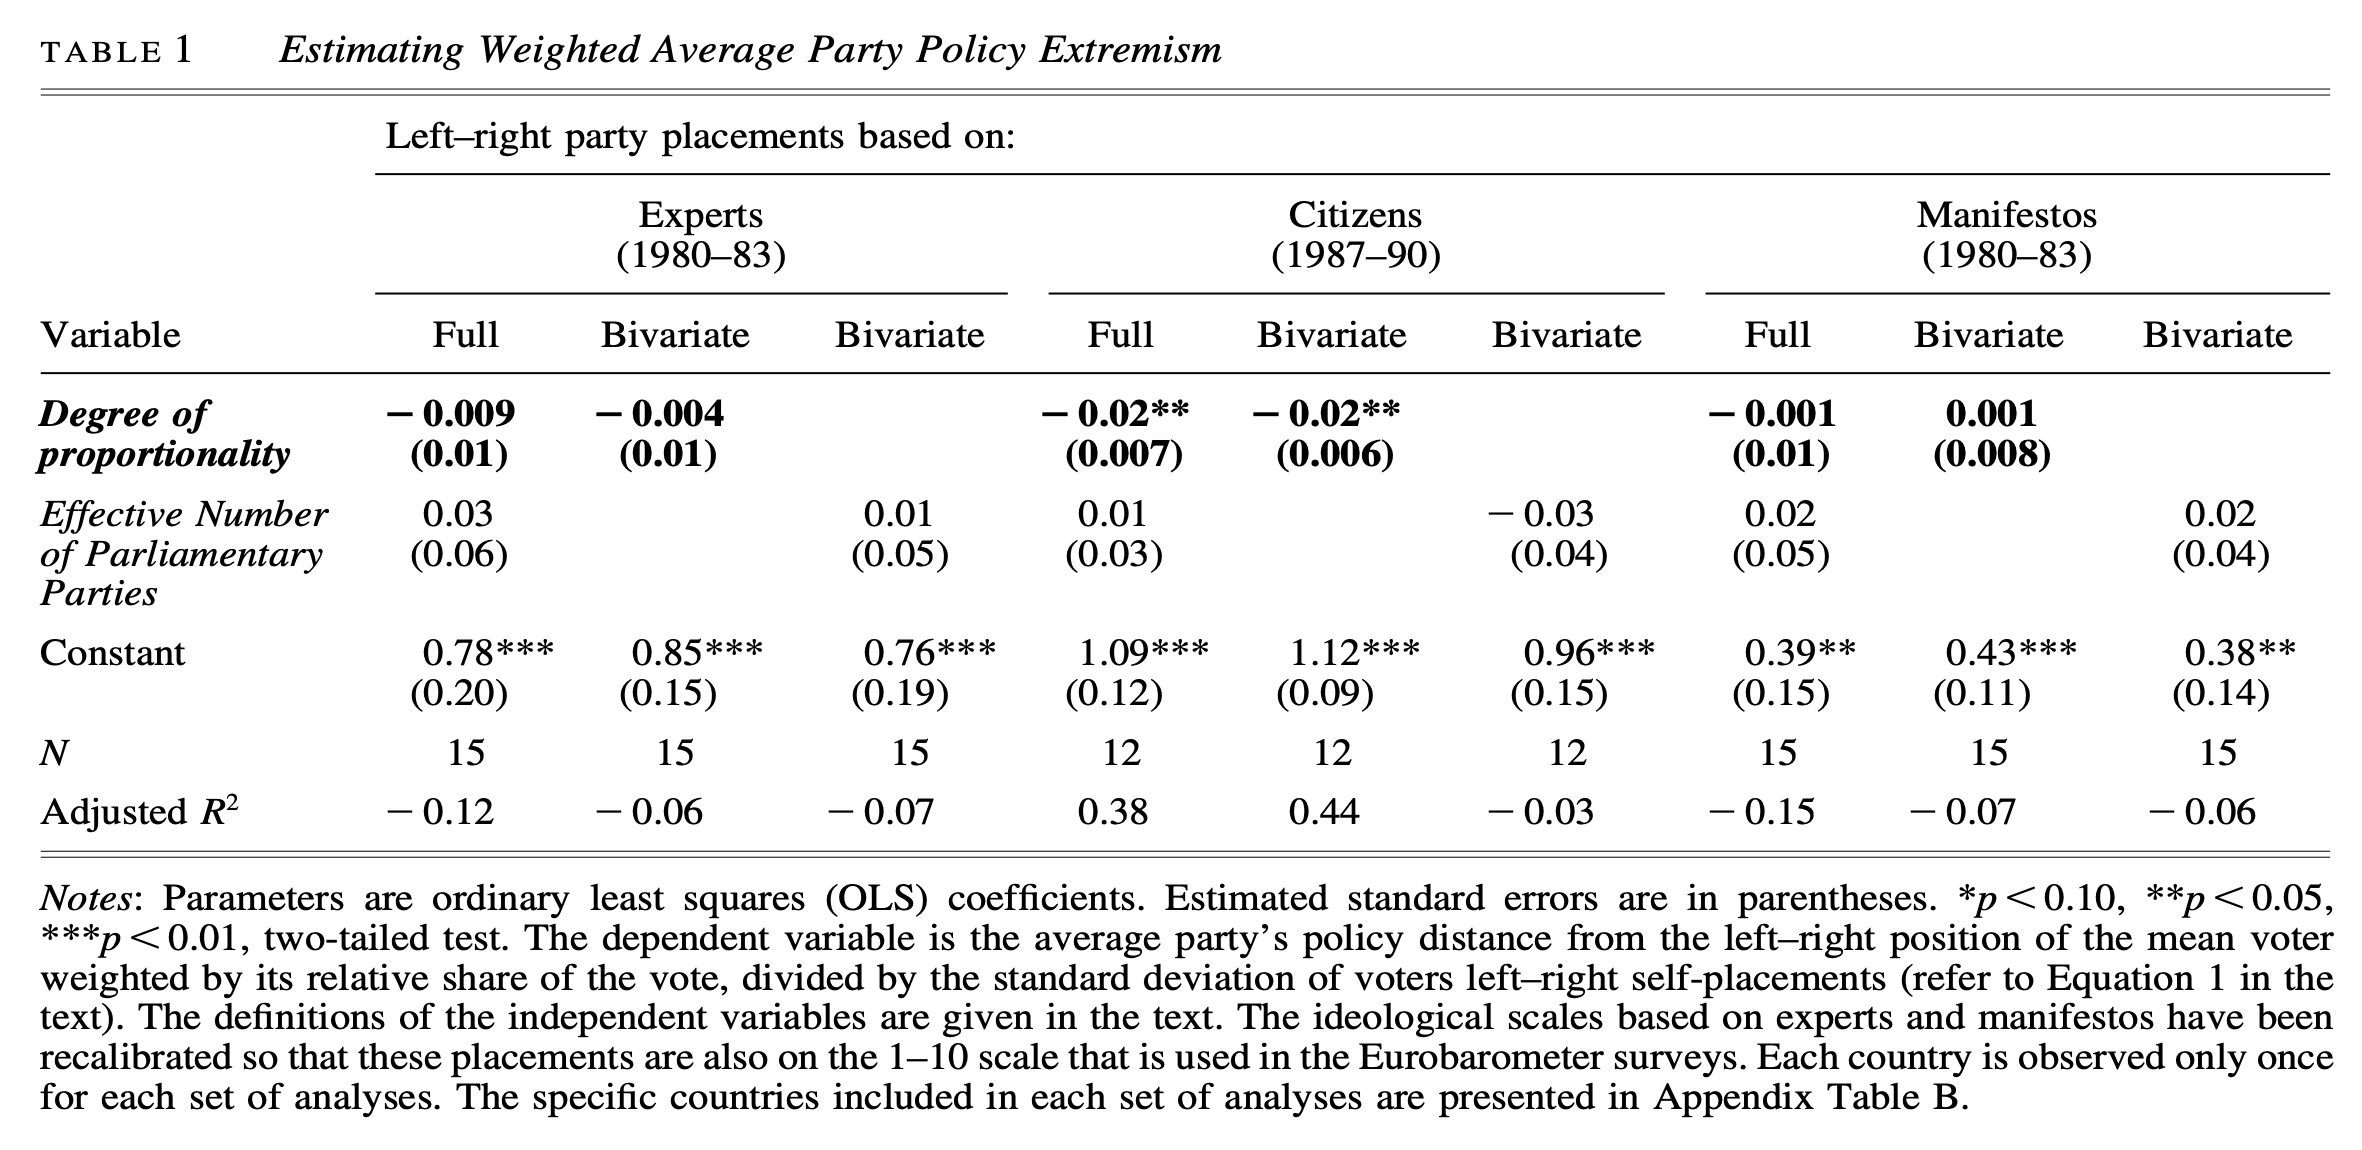 TABLE 1 Estimating Weighted Average Party Policy Extremism
Left–right party placements based on:
Experts Citizens Manifestos
(1980–83) (1987–90) (1980–83)
Variable Full Bivariate Bivariate Full Bivariate Bivariate Full Bivariate Bivariate
Degree of − 0.009 − 0.004 − 0.02** − 0.02** − 0.001 0.001
proportionality (0.01) (0.01) (0.007) (0.006) (0.01) (0.008)
Effective Number 0.03 0.01 0.01 − 0.03 0.02 0.02
of Parliamentary (0.06) (0.05) (0.03) (0.04) (0.05) (0.04)
Parties
Constant 0.78*** 0.85*** 0.76*** 1.09*** 1.12*** 0.96*** 0.39** 0.43*** 0.38**
(0.20) (0.15) (0.19) (0.12) (0.09) (0.15) (0.15) (0.11) (0.14)
N 15 15 15 12 12 12 15 15 15
Adjusted R² − 0.12 − 0.06 − 0.07 0.38 0.44 − 0.03 − 0.15 − 0.07 − 0.06
Notes: Parameters are ordinary least squares (OLS) coefficients. Estimated standard errors are in parentheses. *p < 0.10, **p < 0.05,
***p < 0.01, two-tailed test. The dependent variable is the average party's policy distance from the left–right position of the mean voter
weighted by its relative share of the vote, divided by the standard deviation of voters left–right self-placements (refer to Equation 1 in the
text). The definitions of the independent variables are given in the text. The ideological scales based on experts and manifestos have been
recalibrated so that these placements are also on the 1–10 scale that is used in the Eurobarometer surveys. Each country is observed only once
for each set of analyses. The specific countries included in each set of analyses are presented in Appendix Table B.